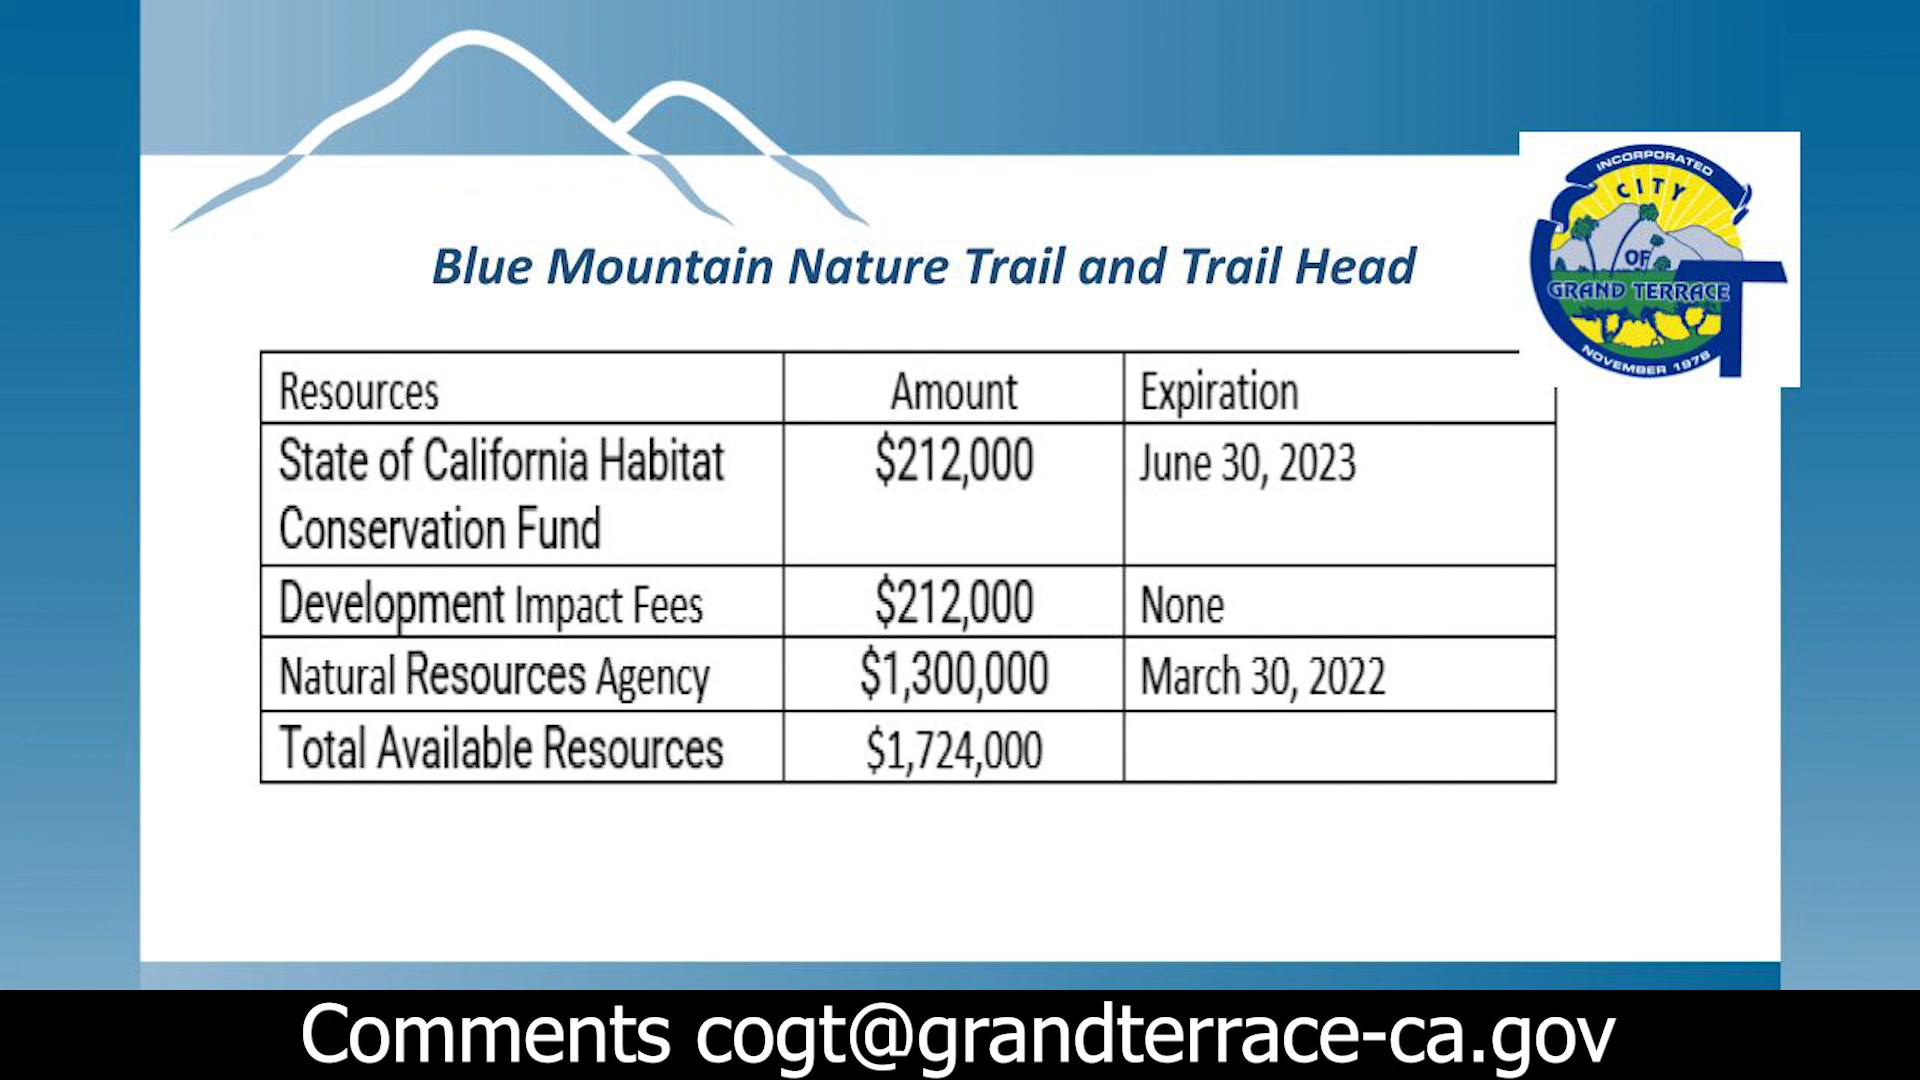 INCORPORATED
CITY
OF
GRAND TERRACE
NOVEMBER 1978
Blue Mountain Nature Trail and Trail Head
Resources Amount Expiration
State of California Habitat $212,000 June 30, 2023
Conservation Fund
Development Impact Fees $212,000 None
Natural Resources Agency $1,300,000 March 30, 2022
Total Available Resources $1,724,000
Comments cogt@grandterrace-ca.gov